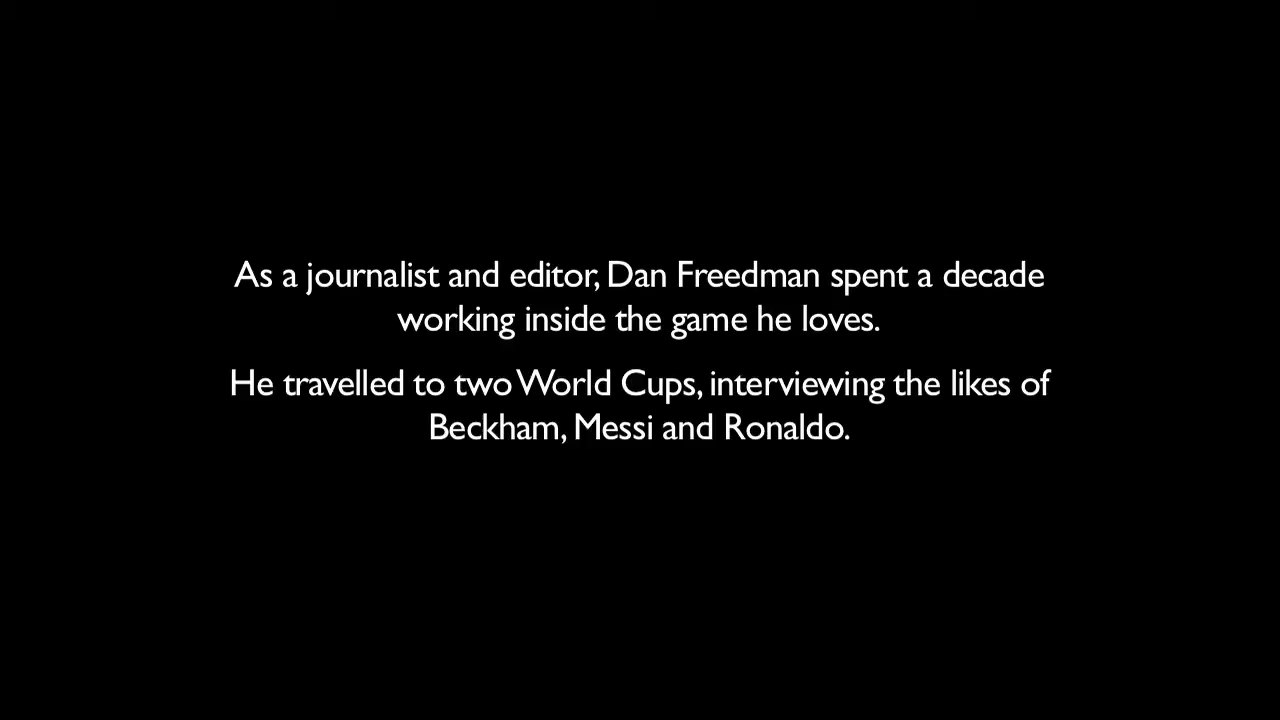 As a journalist and editor, Dan Freedman spent a decade
working inside the game he loves.
He travelled to two World Cups, interviewing the likes of
Beckham, Messi and Ronaldo.